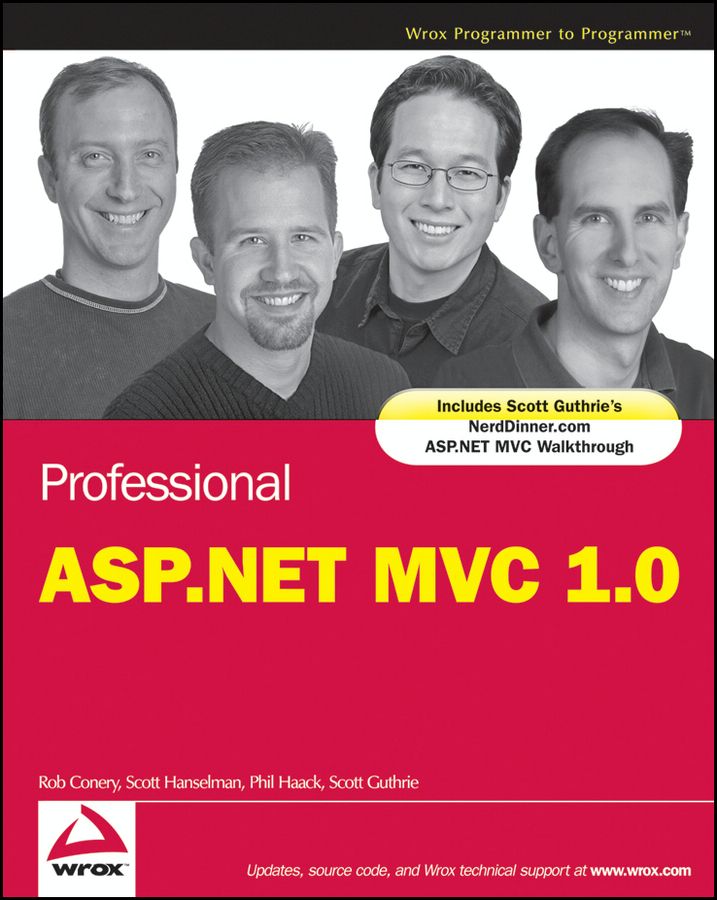 Wrox Programmer to Programmer™
Includes Scott Guthrie's
NerdDinner.com
ASP.NET MVC Walkthrough
Professional
ASP.NET MVC 1.0
Rob Conery, Scott Hanselman, Phil Haack, Scott Guthrie
wrox™
Updates, source code, and Wrox technical support at www.wrox.com